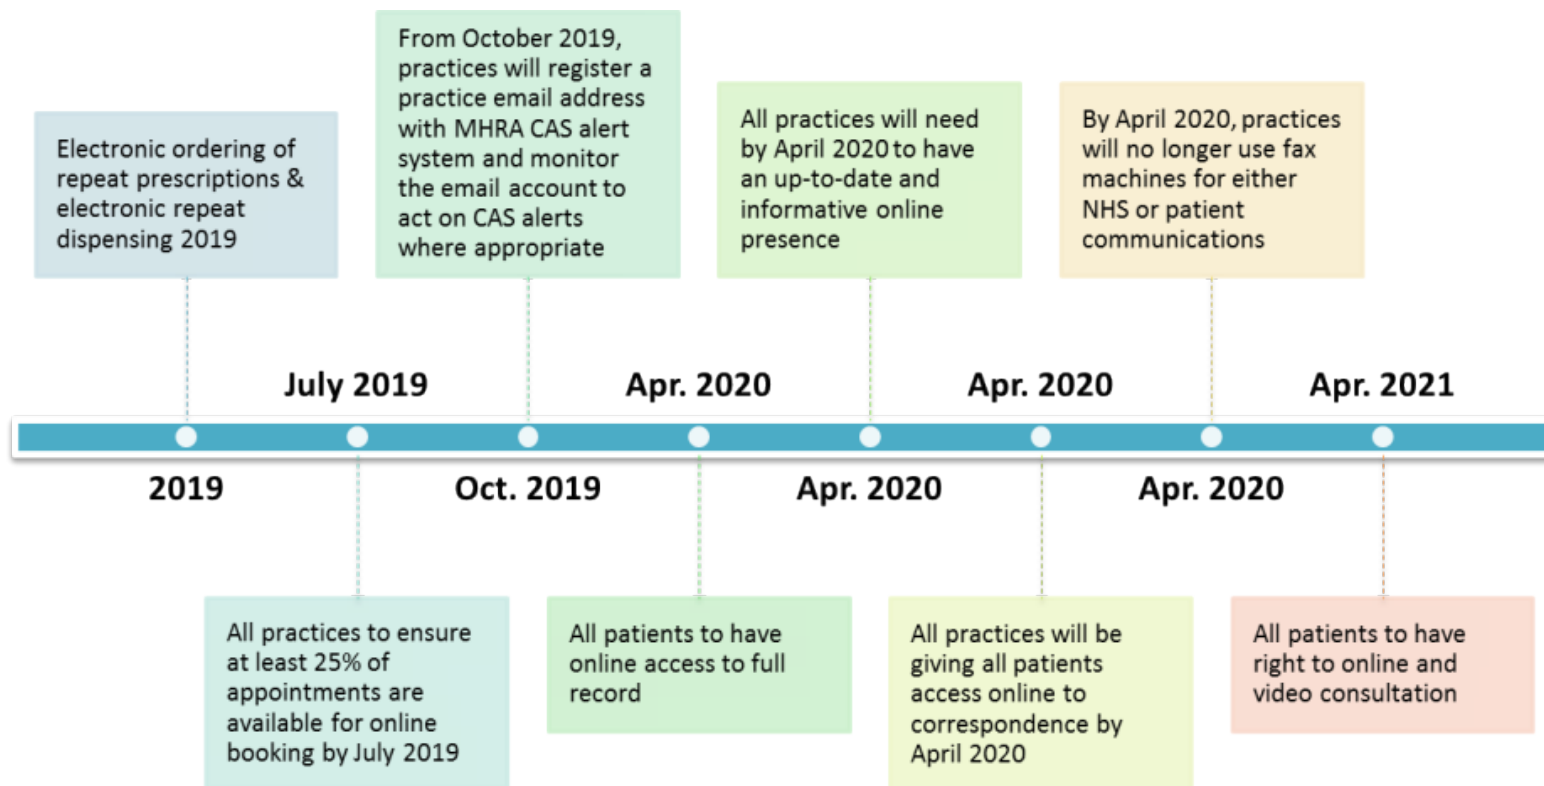 Electronic ordering of
repeat prescriptions &
electronic repeat
dispensing 2019
From October 2019,
practices will register a
practice email address
with MHRA CAS alert
system and monitor
the email account to
act on CAS alerts
where appropriate
All practices will need
by April 2020 to have
an up-to-date and
informative online
presence
By April 2020, practices
will no longer use fax
machines for either
NHS or patient
communications
July 2019
Apr. 2020
Apr. 2020
Apr. 2021
2019
Oct. 2019
Apr. 2020
Apr. 2020
All practices to ensure
at least 25% of
appointments are
available for online
booking by July 2019
All patients to have
online access to full
record
All practices will be
giving all patients
access online to
correspondence by
April 2020
All patients to have
right to online and
video consultation